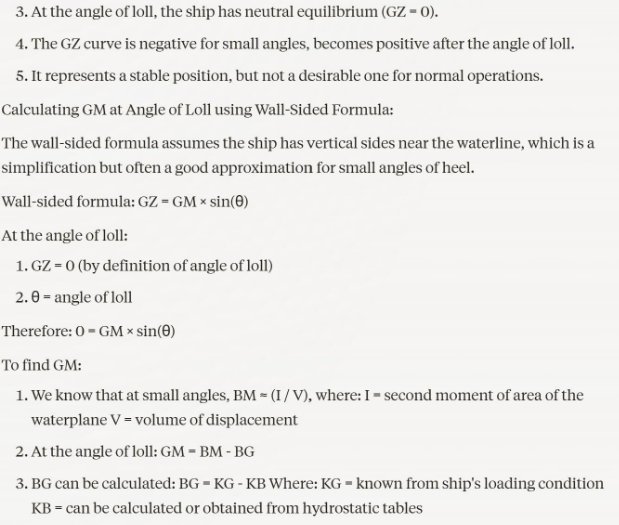 3. At the angle of loll, the ship has neutral equilibrium (GZ = 0).
4. The GZ curve is negative for small angles, becomes positive after the angle of loll.
5. It represents a stable position, but not a desirable one for normal operations.
Calculating GM at Angle of Loll using Wall-Sided Formula:
The wall-sided formula assumes the ship has vertical sides near the waterline, which is a
simplification but often a good approximation for small angles of heel.
Wall-sided formula: GZ = GM × sin(θ)
At the angle of loll:
1. GZ = 0 (by definition of angle of loll)
2. θ = angle of loll
Therefore: 0 = GM × sin(θ)
To find GM:
1. We know that at small angles, BM ≈ (I / V), where: I = second moment of area of the
waterplane V = volume of displacement
2. At the angle of loll: GM = BM - BG
3. BG can be calculated: BG = KG - KB Where: KG = known from ship's loading condition
KB = can be calculated or obtained from hydrostatic tables